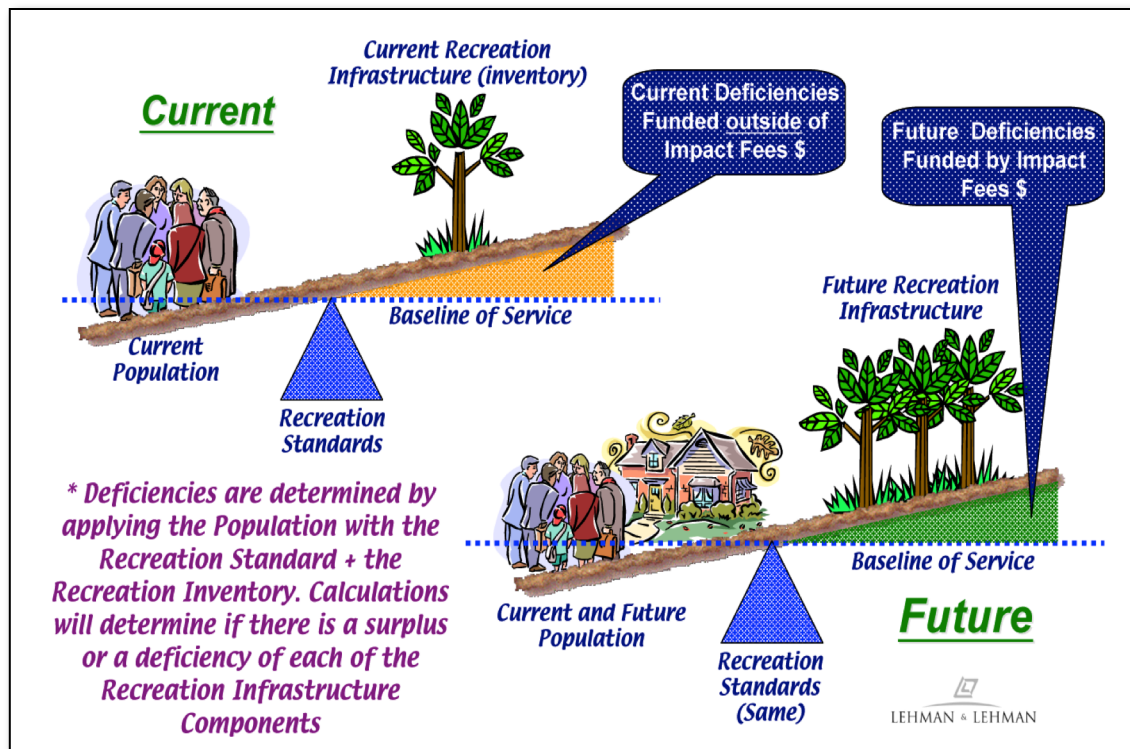 Current
Current Recreation
Infrastructure (inventory)
Current Deficiencies
Funded outside of
Impact Fees $
Future Deficiencies
Funded by Impact
Fees $
Baseline of Service
Current
Population
Recreation
Standards
Future Recreation
Infrastructure
* Deficiencies are determined by
applying the Population with the
Recreation Standard + the
Recreation Inventory. Calculations
will determine if there is a surplus
or a deficiency of each of the
Recreation Infrastructure
Components
Baseline of Service
Current and Future
Population
Future
Recreation
Standards
(Same)
LEHMAN & LEHMAN